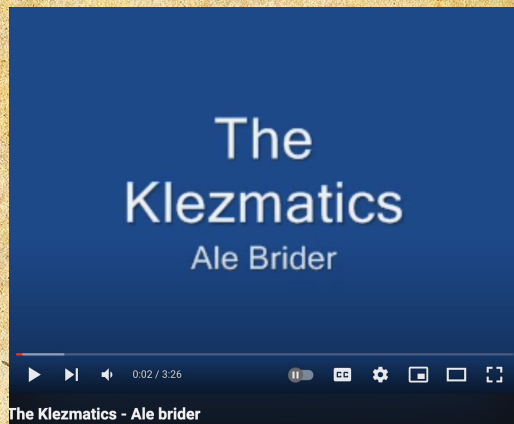 The
Klezmatics
Ale Brider
0:02 / 3:26
CC
The Klezmatics - Ale brider